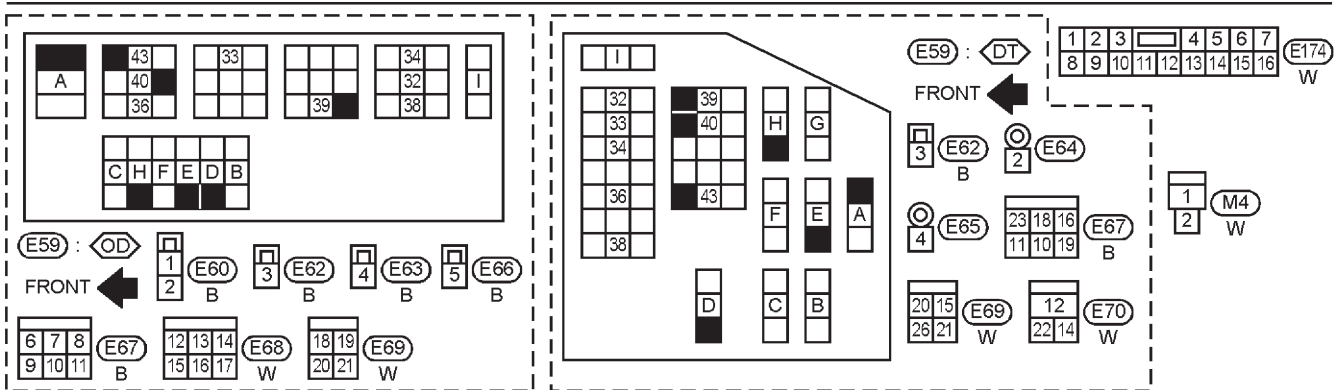 A
43
40
36
33
39
34
32
38
I
C H F E D B
E59 : OD
FRONT
1
2
E60
B
3
E62
B
4
E63
B
5
E66
B
6 7 8
9 10 11
E67
B
12 13 14
15 16 17
E68
W
18 19
20 21
E69
W
I
32
33
34
36
38
39
40
43
H
G
F
E
A
D
C
B
E59 : DT
FRONT
3
E62
B
2
E64
4
E65
23 18 16
11 10 19
E67
B
20 15
26 21
E69
W
12
22 14
E70
W
1 2 3 4 5 6 7
8 9 10 11 12 13 14 15 16
E174
W
1
2
M4
W